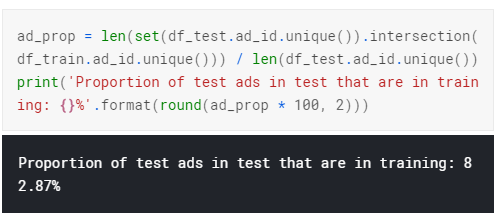 ad_prop = len(set(df_test.ad_id.unique()).intersection(
df_train.ad_id.unique())) / len(df_test.ad_id.unique())
print('Proportion of test ads in test that are in train
ing: {}%'.format(round(ad_prop * 100, 2)))
Proportion of test ads in test that are in training: 8
2.87%